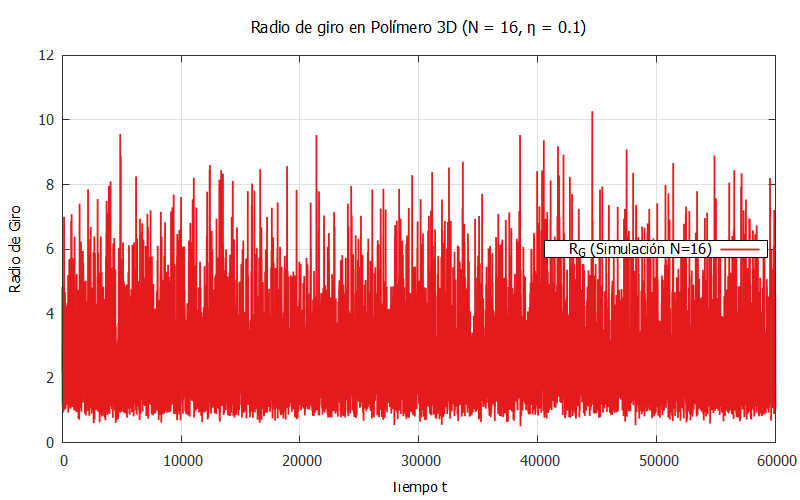 Radio de giro en Polímero 3D (N = 16, η = 0.1)
12
10
8
6
4
2
0
Radio de Giro
R_G (Simulación N=16)
0 10000 20000 30000 40000 50000 60000
Tiempo t